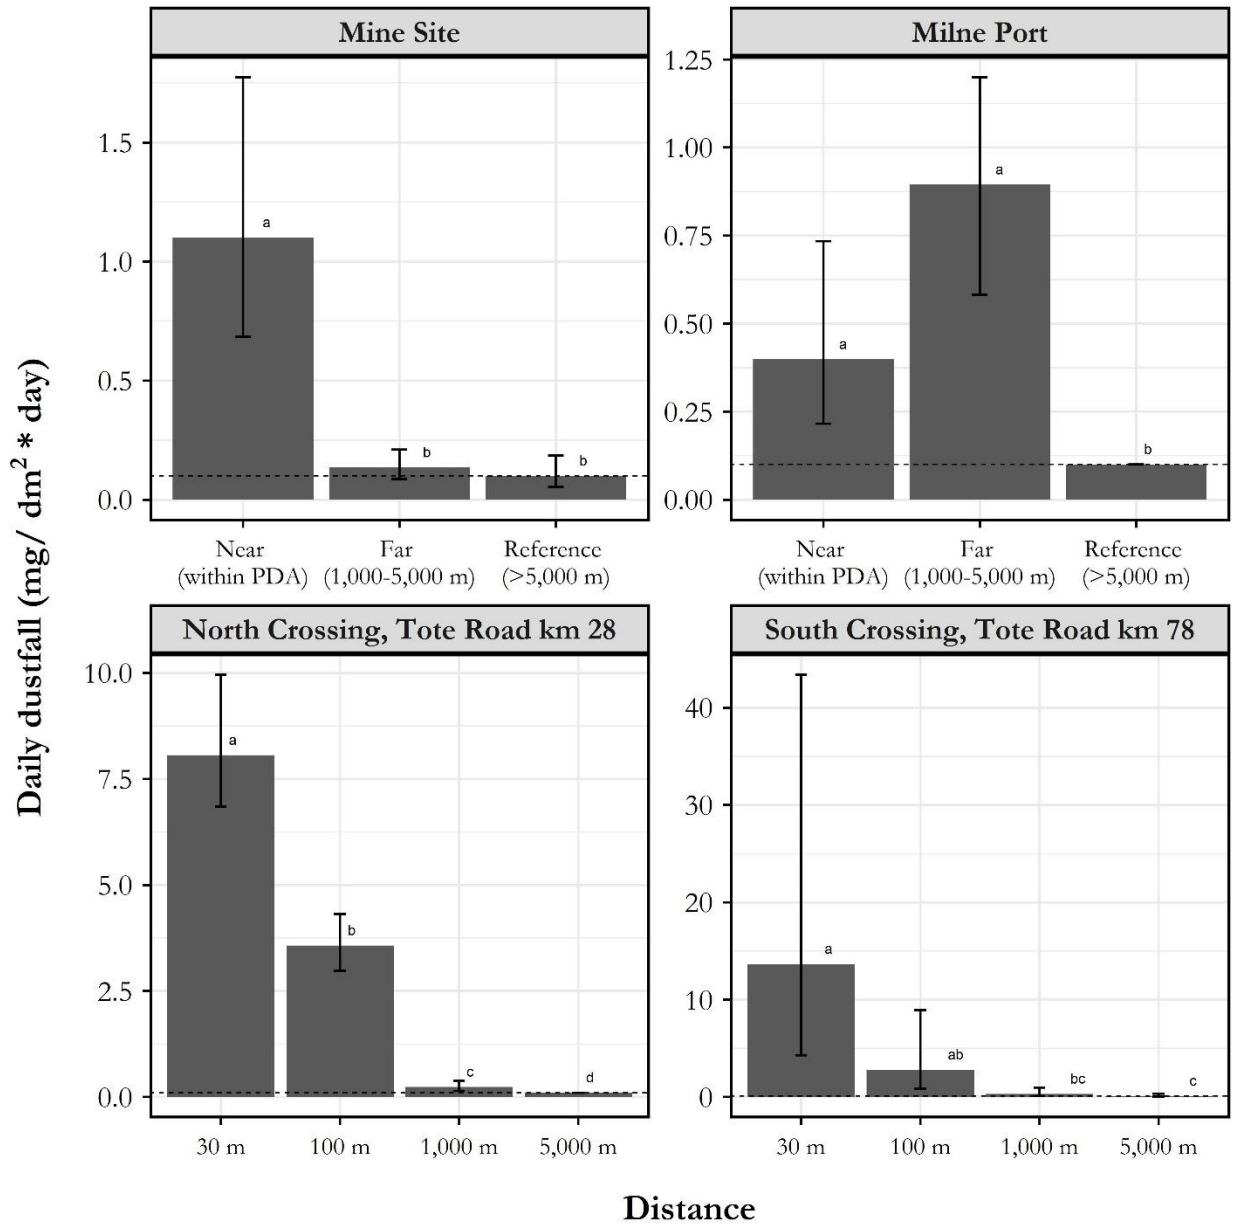 Mine Site
Milne Port
1.5
1.0
0.5
0.0
a
b
b
1.25
1.00
0.75
0.50
0.25
0.00
a
a
b
Near
(within PDA)
Far
(1,000-5,000 m)
Reference
(>5,000 m)
Near
(within PDA)
Far
(1,000-5,000 m)
Reference
(>5,000 m)
Daily dustfall (mg/ dm² * day)
North Crossing, Tote Road km 28
South Crossing, Tote Road km 78
10.0
7.5
5.0
2.5
0.0
a
b
c
d
40
30
20
10
0
a
ab
bc
c
30 m
100 m
1,000 m
5,000 m
30 m
100 m
1,000 m
5,000 m
Distance